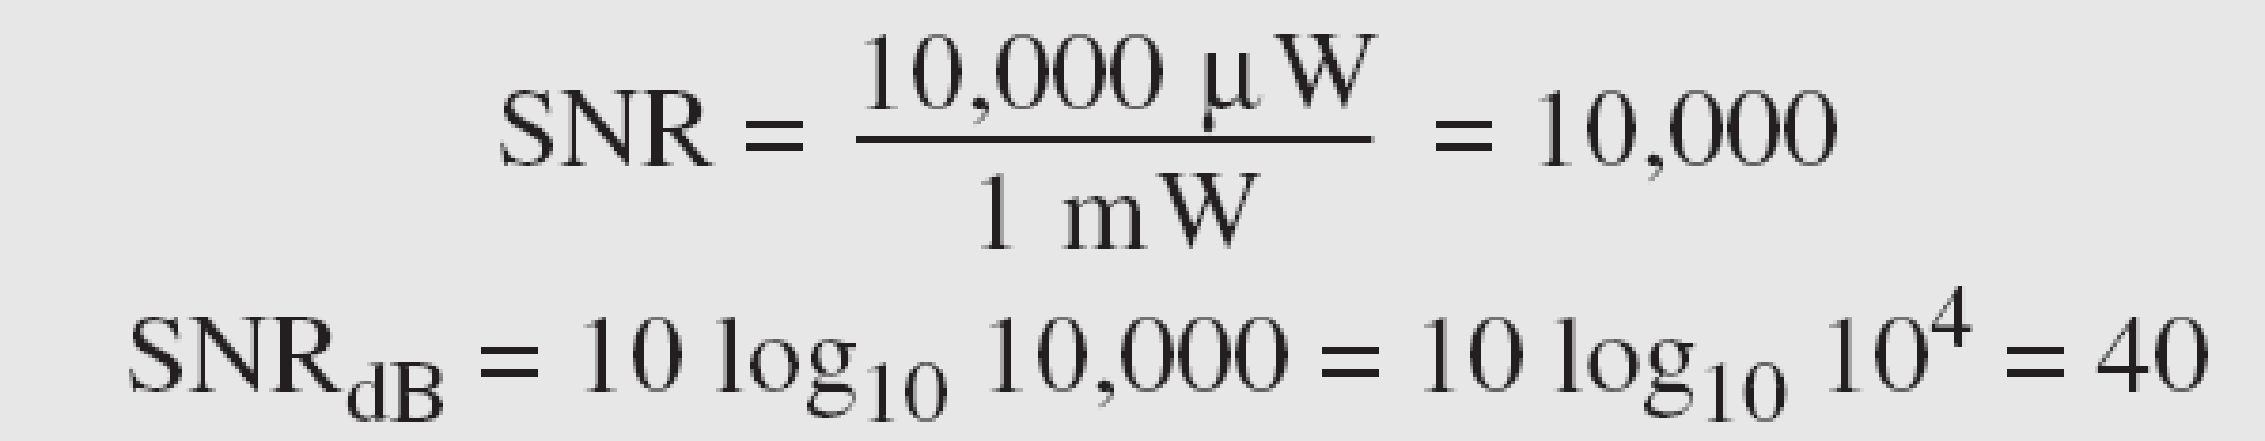 SNR = 10,000 μW / 1 mW = 10,000
SNR_dB = 10 log_10 10,000 = 10 log_10 10^4 = 40